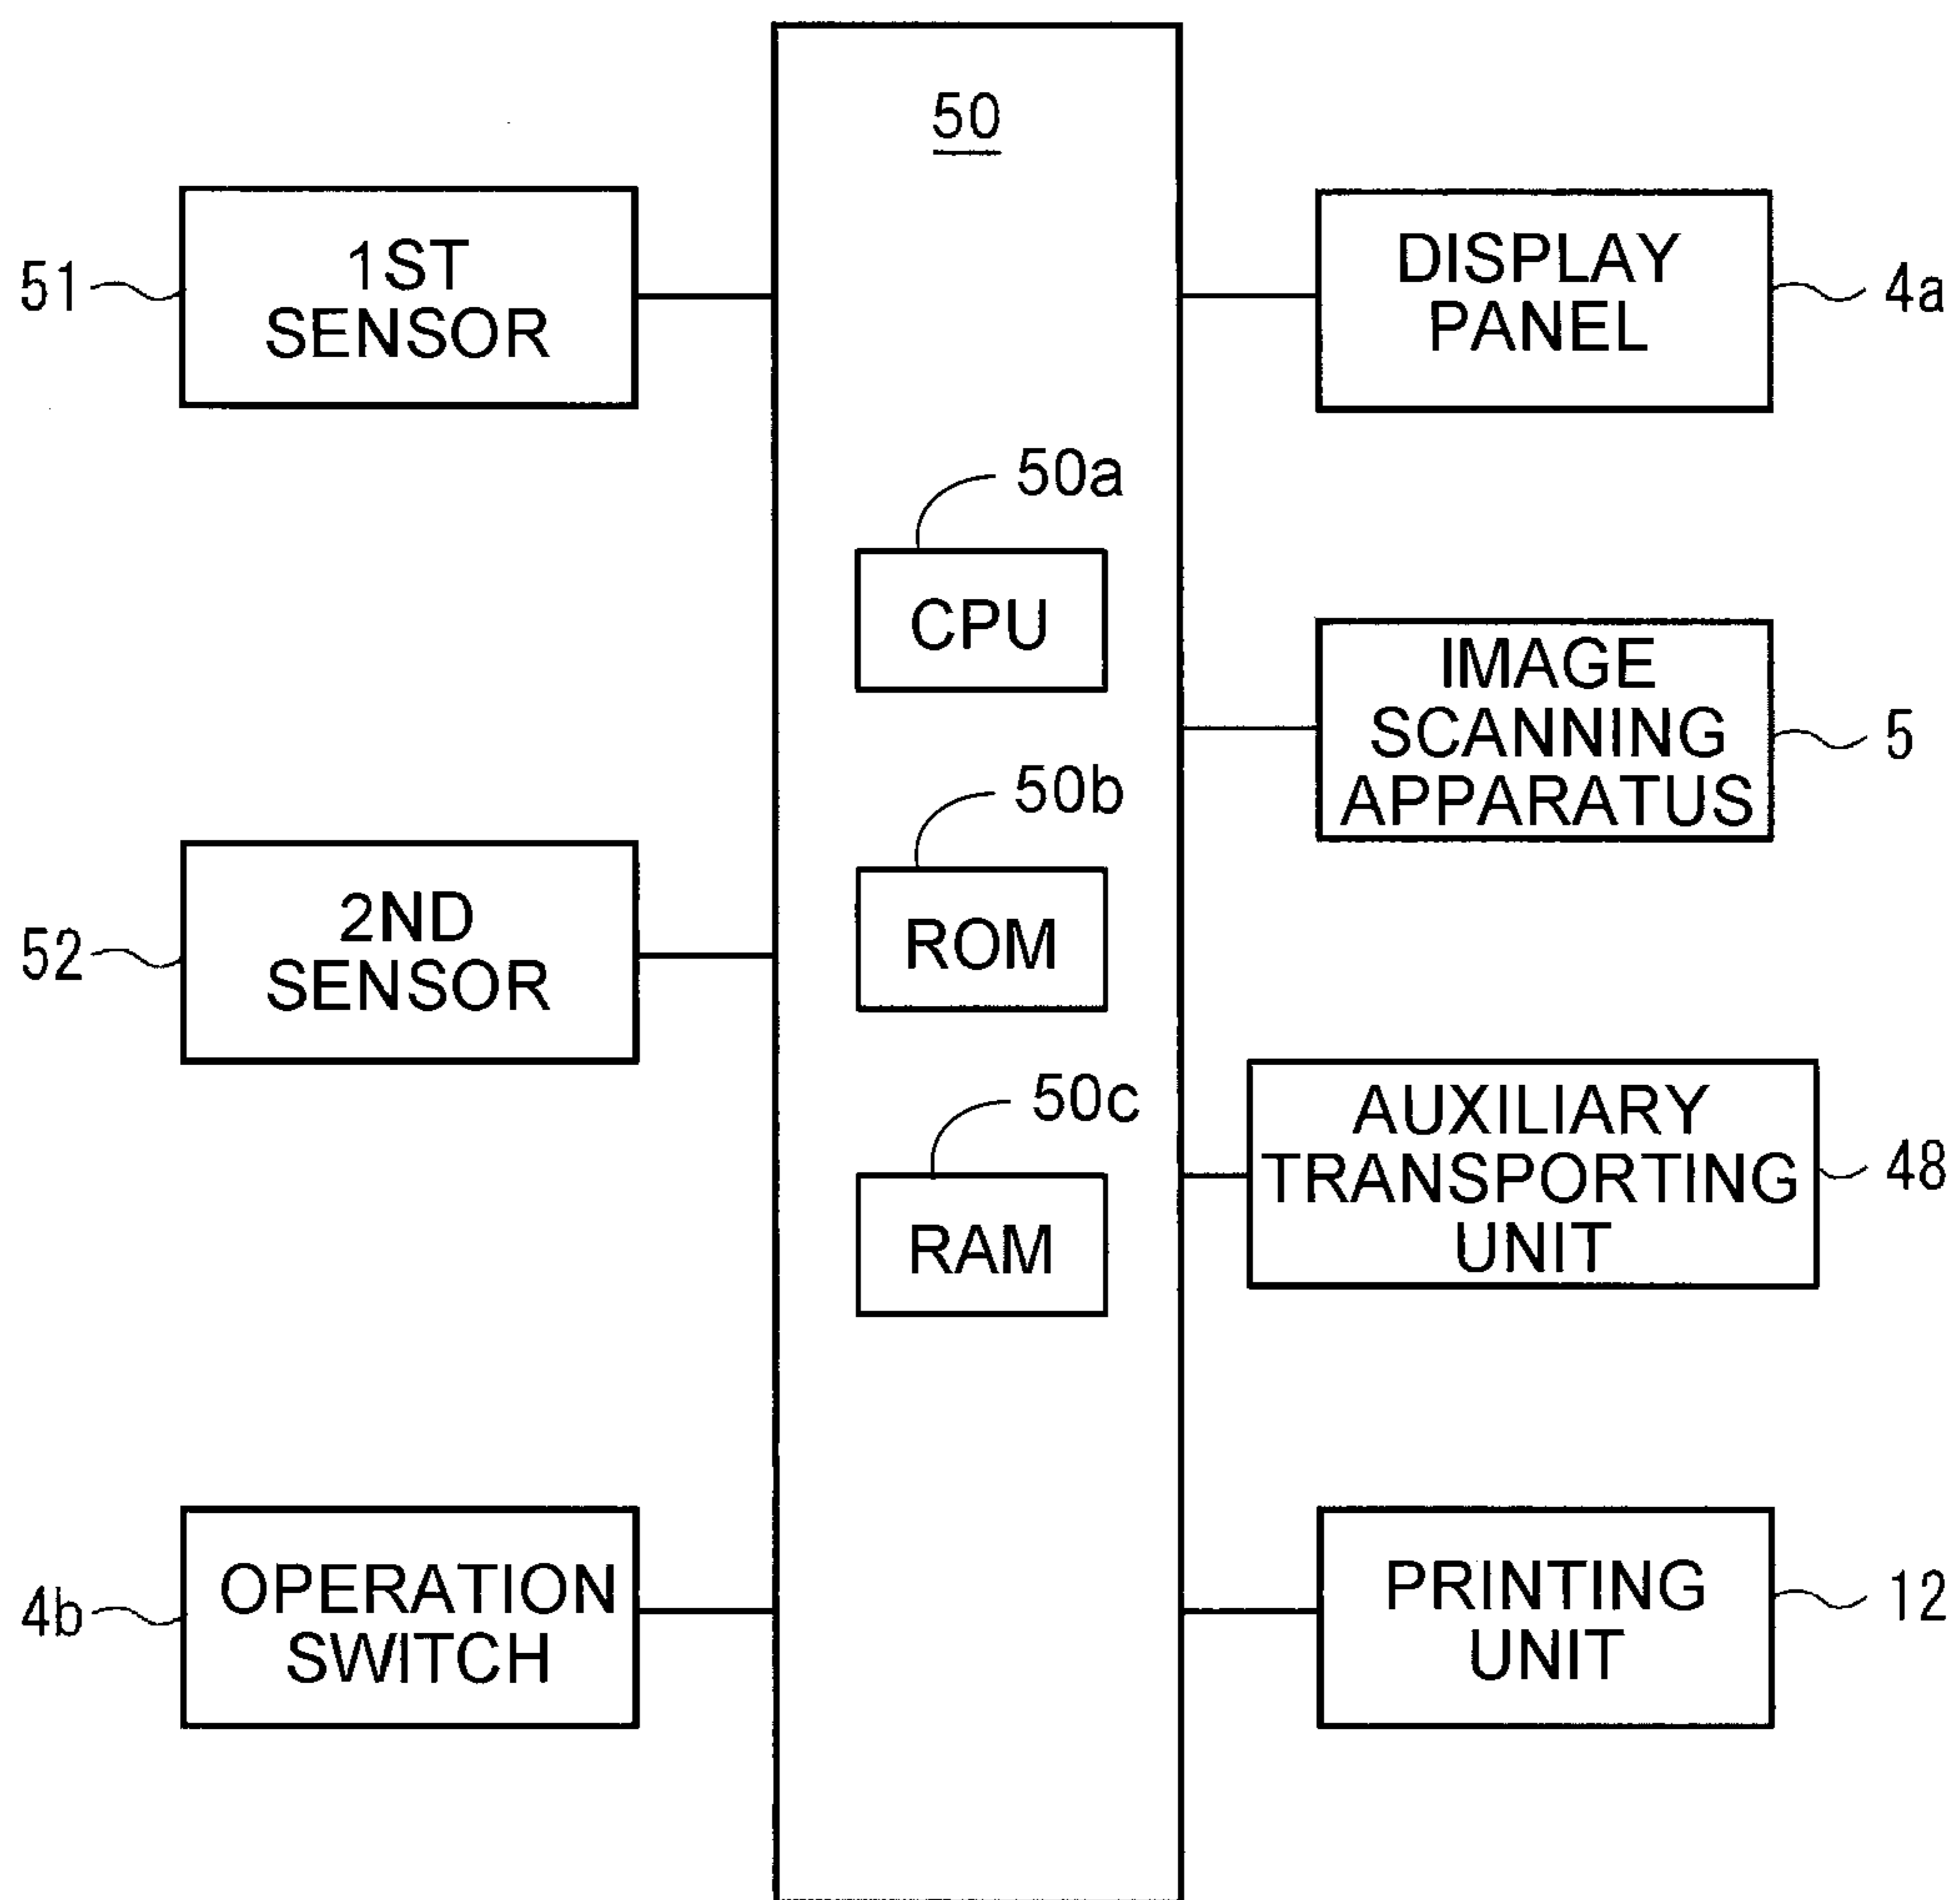 50
51
1ST
SENSOR
DISPLAY
PANEL
4a
50a
CPU
IMAGE
SCANNING
APPARATUS
5
50b
ROM
52
2ND
SENSOR
50c
RAM
AUXILIARY
TRANSPORTING
UNIT
48
4b
OPERATION
SWITCH
PRINTING
UNIT
12